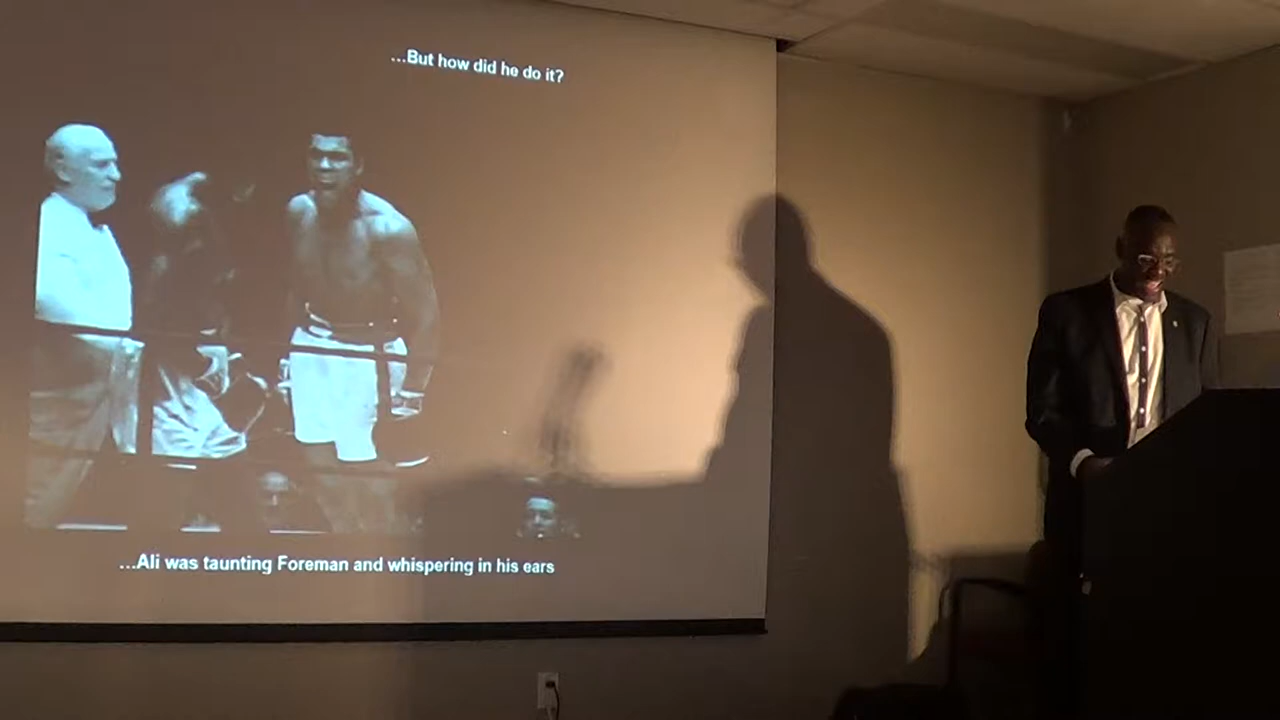 ...But how did he do it?
...Ali was taunting Foreman and whispering in his ears